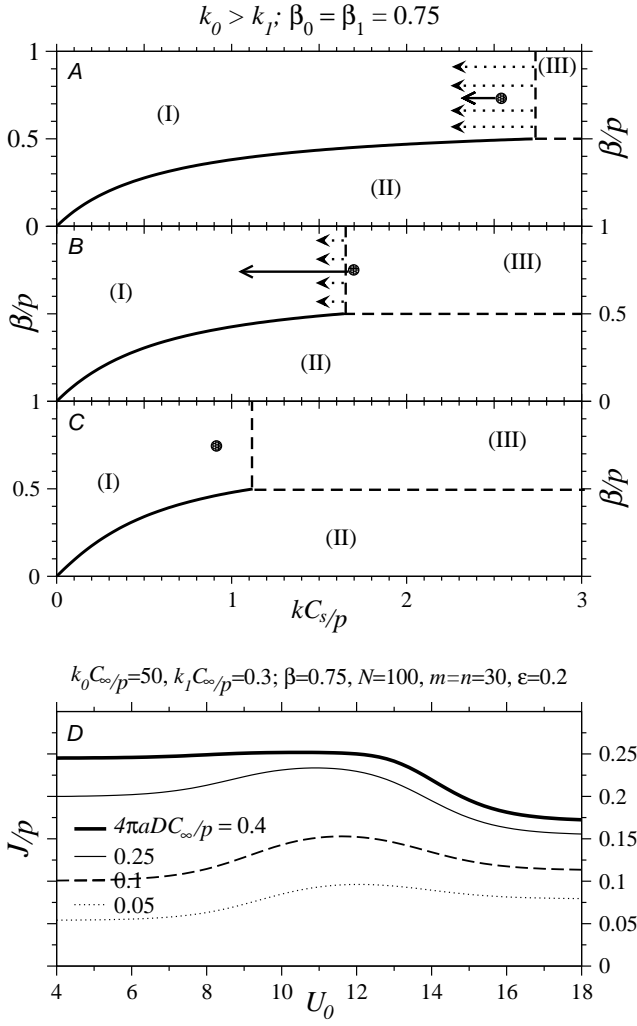 k₀ > k₁; β₀ = β₁ = 0.75
1
A
(III)
(I)
0.5
(II)
0
β/p
1
B
(III)
(I)
β/p
0.5
0.5
(II)
0
0
1
C
(III)
(I)
0.5
β/p
(II)
0
0 1 2 3
kCₛ/p
k₀C∞/p=50, k₁C∞/p=0.3; β=0.75, N=100, m=n=30, ε=0.2
D
0.25
0.2
J/p
4πaDC∞/p = 0.4
0.15
0.25
0.1
0.1
0.05
0.05
0
4 6 8 10 12 14 16 18
U₀